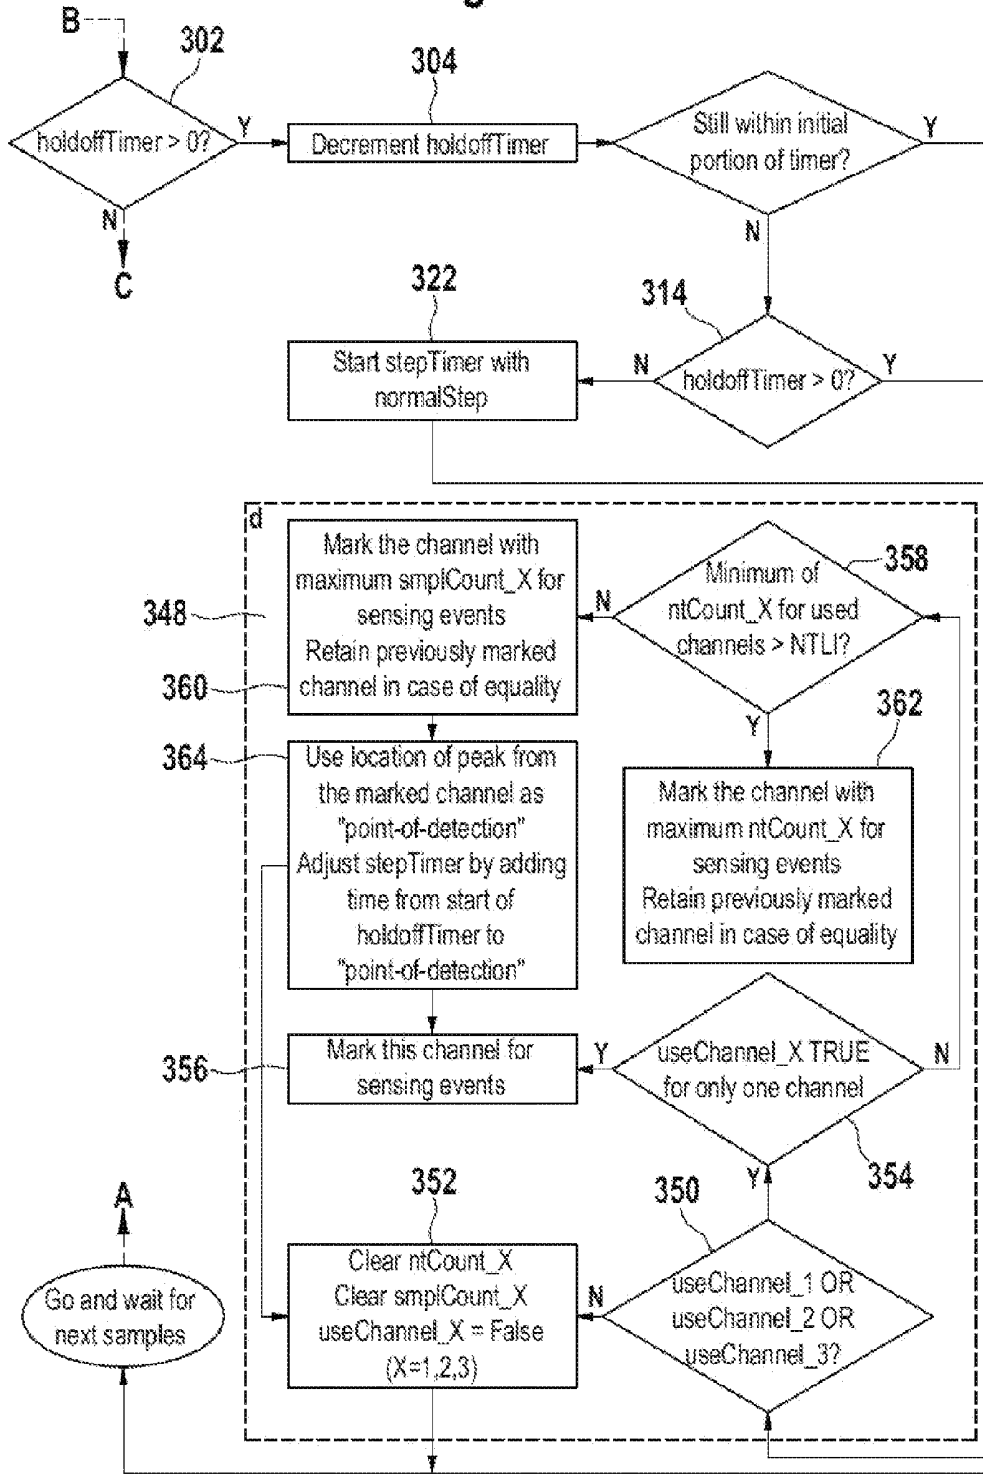 g
B
302
304
holdoffTimer > 0?
Y
Decrement holdoffTimer
Still within initial
portion of timer?
Y
N
C
N
322
314
Start stepTimer with
normalStep
N
holdoffTimer > 0?
Y
d
348
360
Mark the channel with
maximum smplCount_X for
sensing events
Retain previously marked
channel in case of equality
N
Minimum of
ntCount_X for used
channels > NTLI?
358
Y
362
364
Use location of peak from
the marked channel as
"point-of-detection"
Adjust stepTimer by adding
time from start of
holdoffTimer to
"point-of-detection"
Mark the channel with
maximum ntCount_X for
sensing events
Retain previously marked
channel in case of equality
356
Mark this channel for
sensing events
Y
useChannel_X TRUE
for only one channel
N
354
Y
350
352
A
Go and wait for
next samples
Clear ntCount_X
Clear smplCount_X
useChannel_X = False
(X=1,2,3)
N
useChannel_1 OR
useChannel_2 OR
useChannel_3?